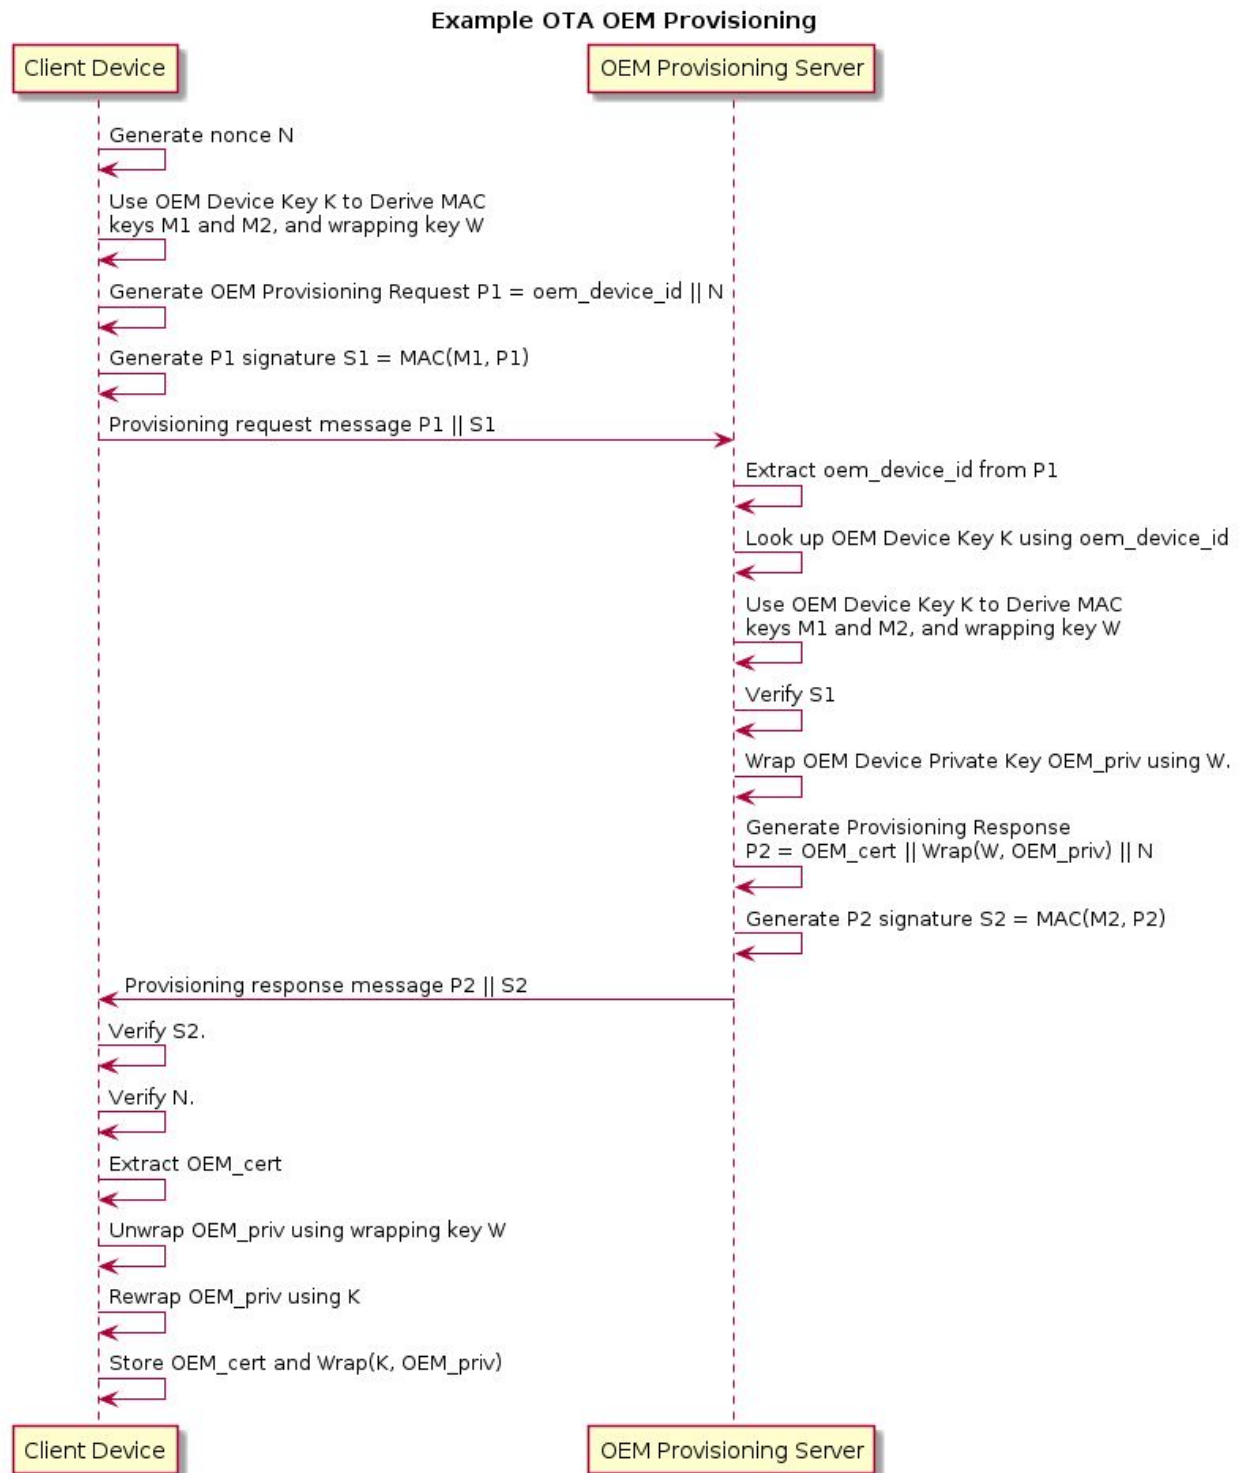 Example OTA OEM Provisioning
Client Device
OEM Provisioning Server
Generate nonce N
Use OEM Device Key K to Derive MAC
keys M1 and M2, and wrapping key W
Generate OEM Provisioning Request P1 = oem_device_id || N
Generate P1 signature S1 = MAC(M1, P1)
Provisioning request message P1 || S1
Extract oem_device_id from P1
Look up OEM Device Key K using oem_device_id
Use OEM Device Key K to Derive MAC
keys M1 and M2, and wrapping key W
Verify S1
Wrap OEM Device Private Key OEM_priv using W.
Generate Provisioning Response
P2 = OEM_cert || Wrap(W, OEM_priv) || N
Generate P2 signature S2 = MAC(M2, P2)
Provisioning response message P2 || S2
Verify S2.
Verify N.
Extract OEM_cert
Unwrap OEM_priv using wrapping key W
Rewrap OEM_priv using K
Store OEM_cert and Wrap(K, OEM_priv)
Client Device
OEM Provisioning Server